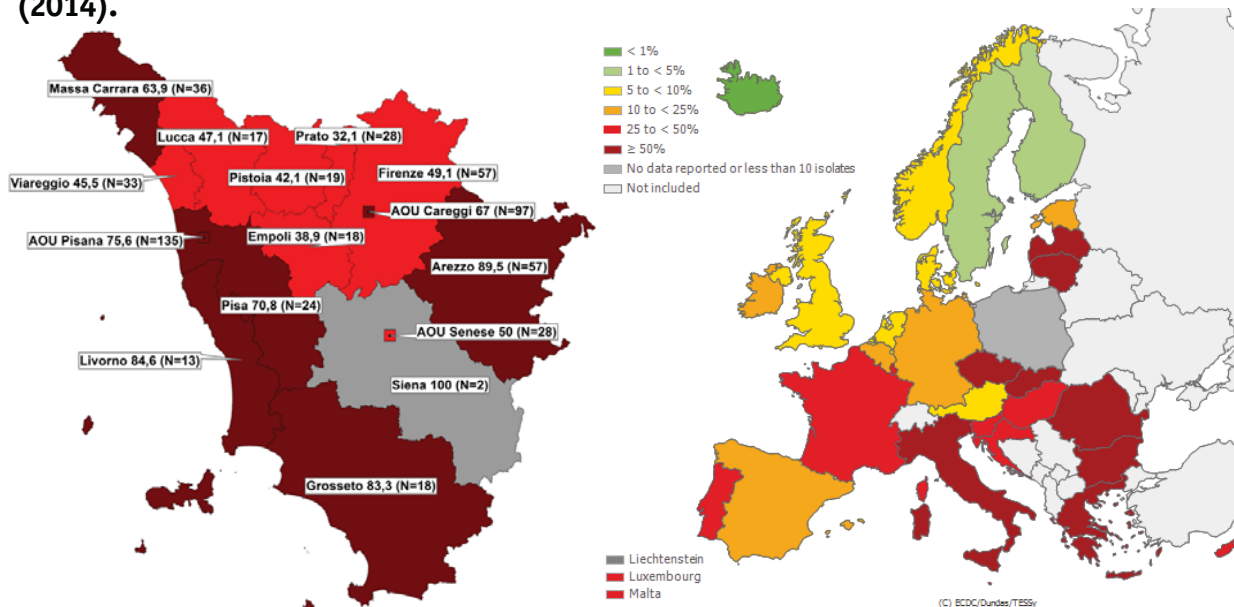 (2014).
Massa Carrara 63,9 (N=36)
Lucca 47,1 (N=17)
Prato 32,1 (N=28)
Viareggio 45,5 (N=33)
Pistoia 42,1 (N=19)
Firenze 49,1 (N=57)
AOU Careggi 67 (N=97)
AOU Pisana 75,6 (N=135)
Empoli 38,9 (N=18)
Arezzo 89,5 (N=57)
Pisa 70,8 (N=24)
AOU Senese 50 (N=28)
Livorno 84,6 (N=13)
Siena 100 (N=2)
Grosseto 83,3 (N=18)
< 1%
1 to < 5%
5 to < 10%
10 to < 25%
25 to < 50%
≥ 50%
No data reported or less than 10 isolates
Not included
Liechtenstein
Luxembourg
Malta
(C) ECDC/Dundas/TESSy